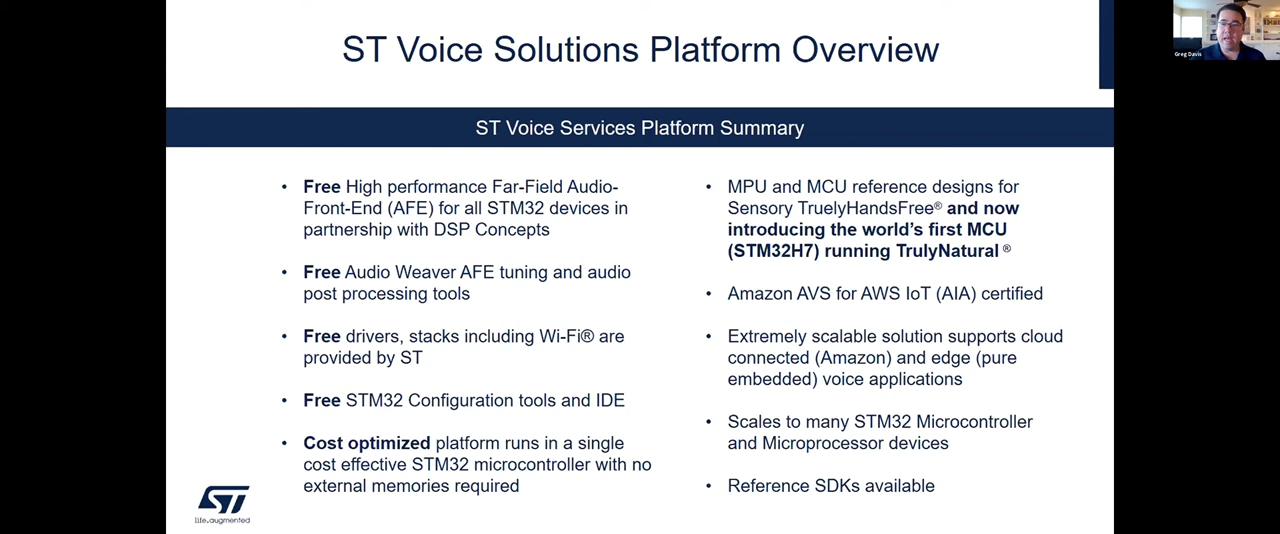 ST Voice Solutions Platform Overview
Greg Davis
ST Voice Services Platform Summary
• Free High performance Far-Field Audio-
Front-End (AFE) for all STM32 devices in
partnership with DSP Concepts
• Free Audio Weaver AFE tuning and audio
post processing tools
• Free drivers, stacks including Wi-Fi® are
provided by ST
• Free STM32 Configuration tools and IDE
• Cost optimized platform runs in a single
cost effective STM32 microcontroller with no
external memories required
• MPU and MCU reference designs for
Sensory TruelyHandsFree® and now
introducing the world's first MCU
(STM32H7) running TrulyNatural ®
• Amazon AVS for AWS IoT (AIA) certified
• Extremely scalable solution supports cloud
connected (Amazon) and edge (pure
embedded) voice applications
• Scales to many STM32 Microcontroller
and Microprocessor devices
• Reference SDKs available
ST
life.augmented